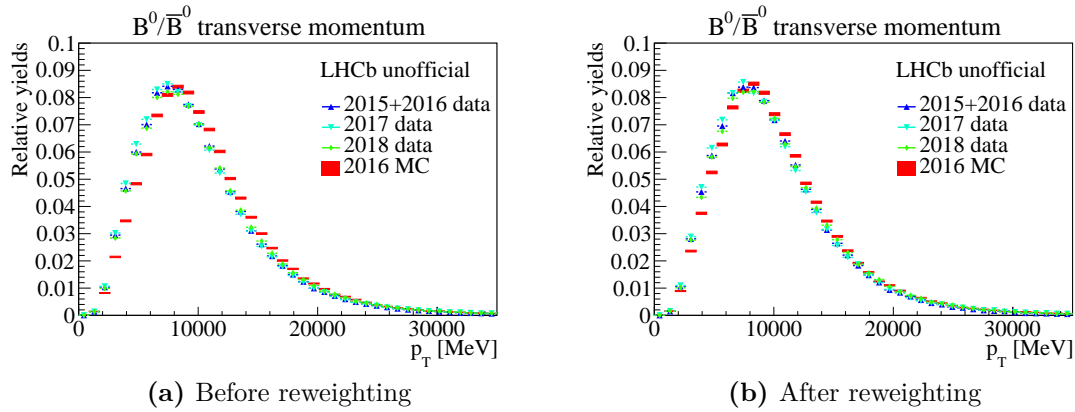 B⁰/B̅⁰ transverse momentum
Relative yields
0.1
0.09
0.08
0.07
0.06
0.05
0.04
0.03
0.02
0.01
0
LHCb unofficial
2015+2016 data
2017 data
2018 data
2016 MC
0 10000 20000 30000
p_T [MeV]
(a) Before reweighting
B⁰/B̅⁰ transverse momentum
Relative yields
0.1
0.09
0.08
0.07
0.06
0.05
0.04
0.03
0.02
0.01
0
LHCb unofficial
2015+2016 data
2017 data
2018 data
2016 MC
0 10000 20000 30000
p_T [MeV]
(b) After reweighting